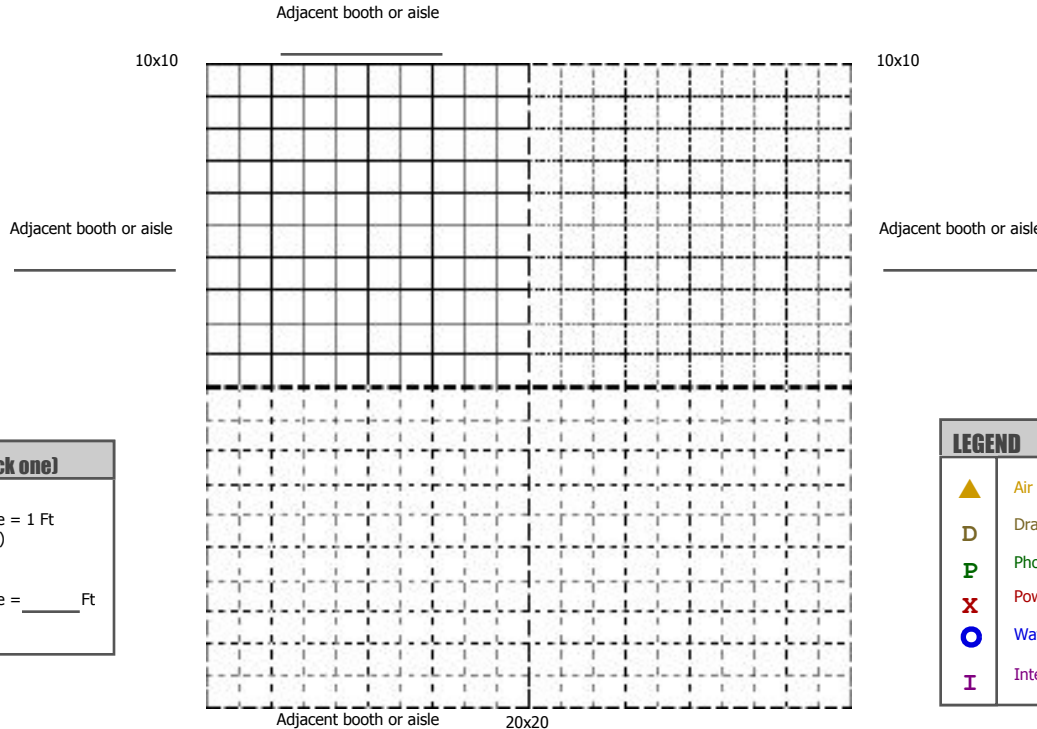 Adjacent booth or aisle
10x10
10x10
Adjacent booth or aisle
Adjacent booth or aisle
ck one)
e = 1 Ft
)
e = Ft
LEGEND
Air
D Dra
P Pho
X Pow
Wa
I Inte
Adjacent booth or aisle
20x20